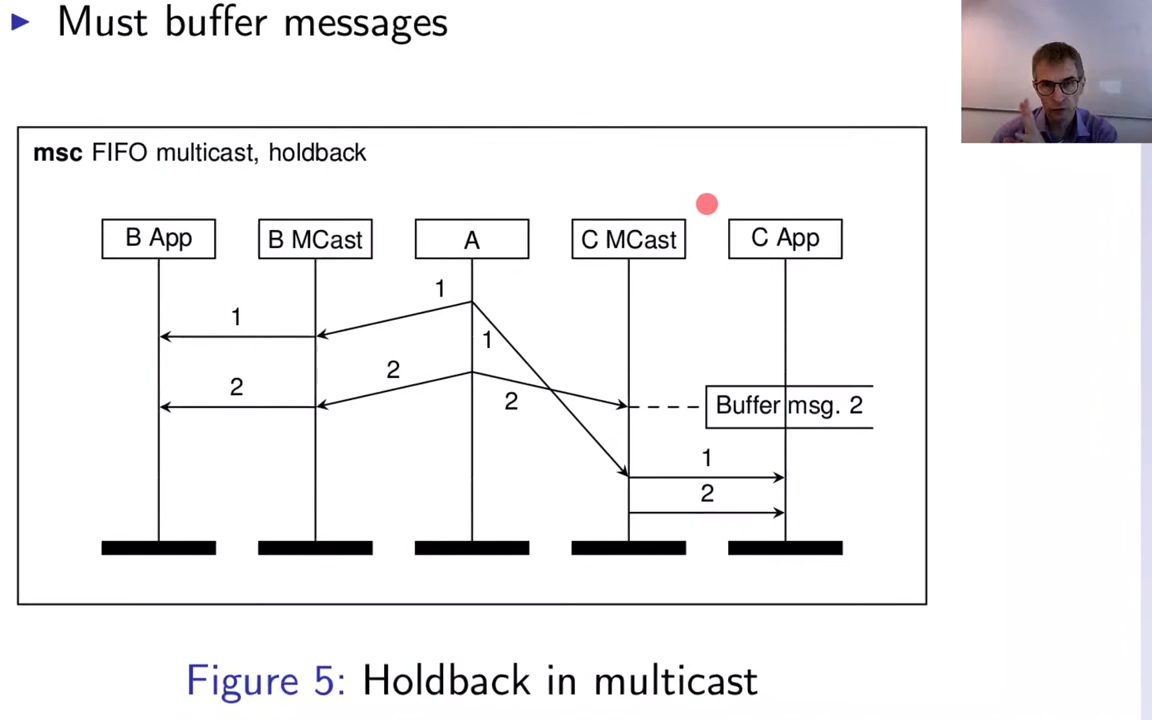 ▶ Must buffer messages
msc FIFO multicast, holdback
B App
B MCast
A
C MCast
C App
1
1
1
2
2
2
Buffer msg. 2
1
2
Figure 5: Holdback in multicast